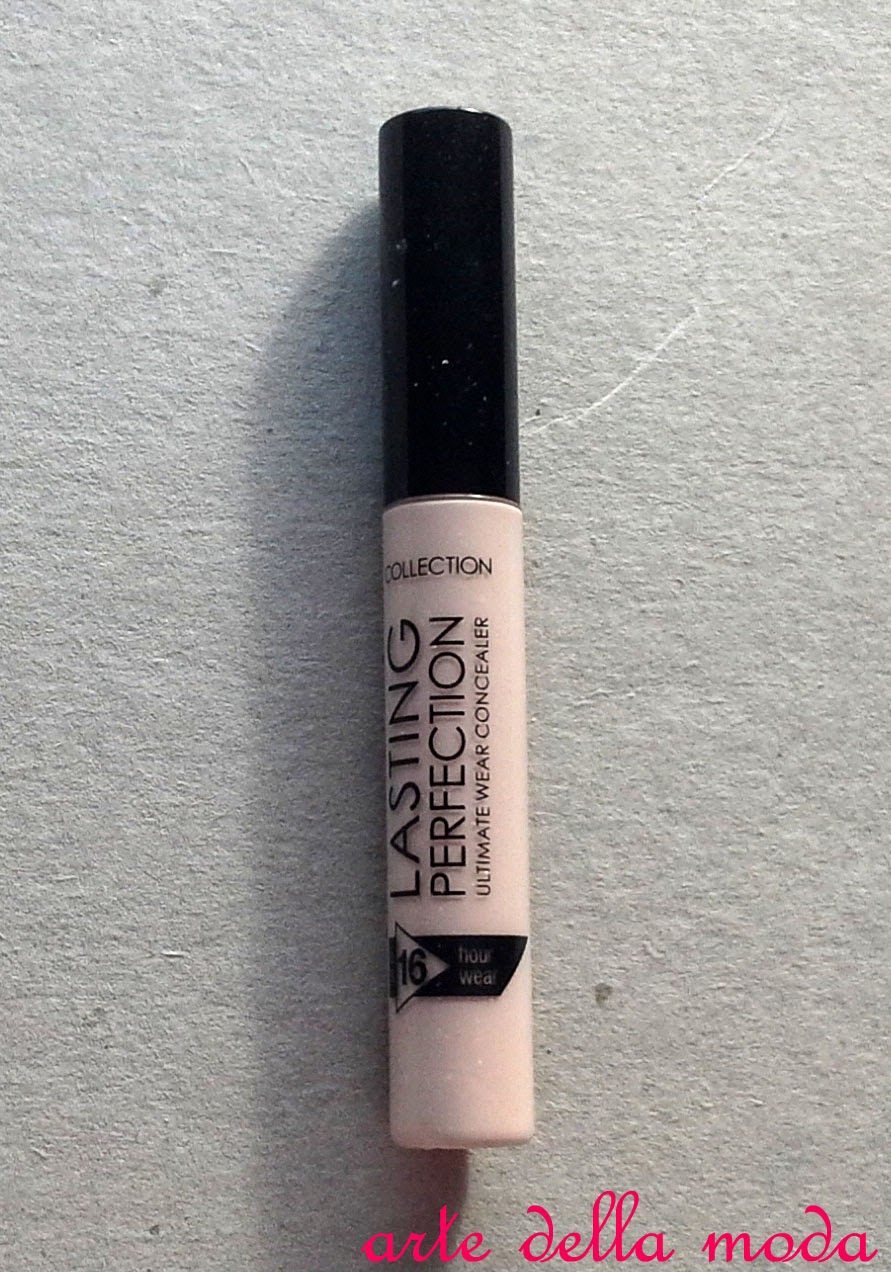 COLLECTION
LASTING
PERFECTION
ULTIMATE WEAR CONCEALER
16 hour
wear
arte della moda